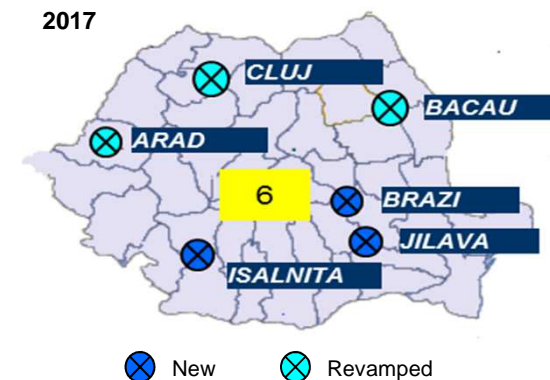 2017
CLUJ
BACAU
ARAD
6
BRAZI
JILAVA
ISALNITA
New Revamped